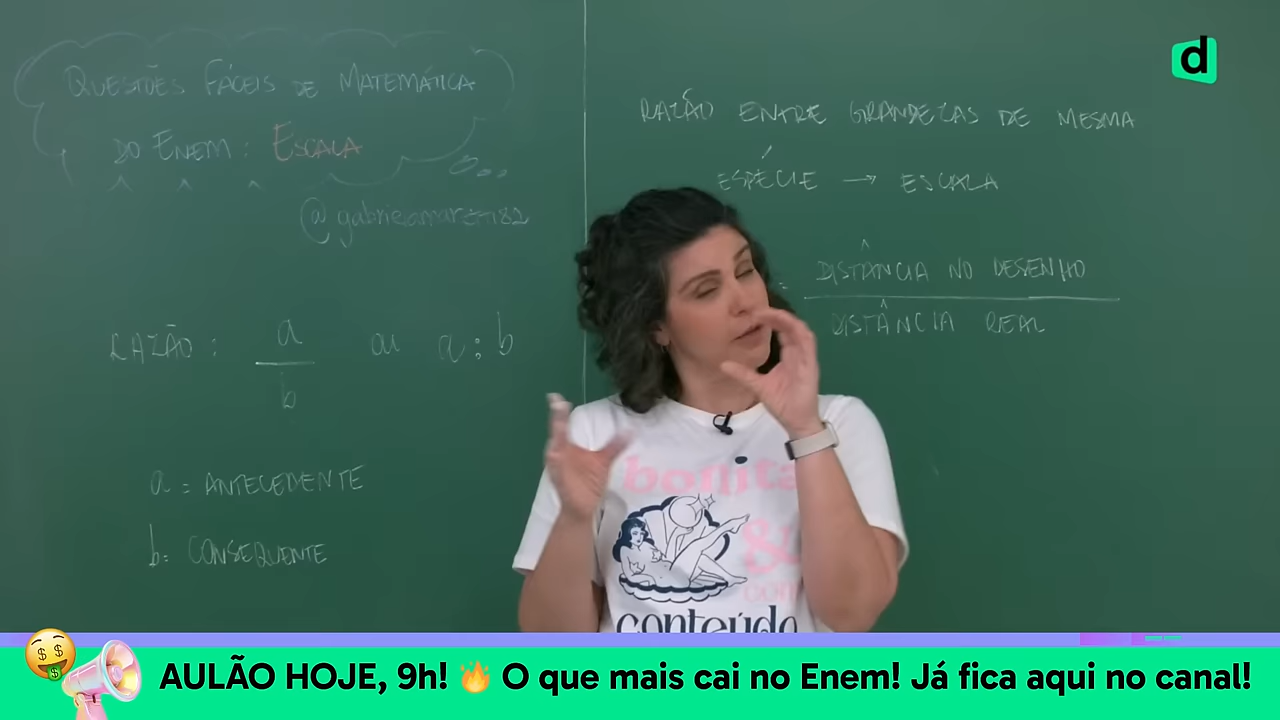 QUESTÕES FÁCEIS DE MATEMÁTICA
DO ENEM: ESCALA
RAZÃO: a/b ou a:b
a = ANTECEDENTE
b: CONSEQUENTE
RAZÃO ENTRE GRANDEZAS DE MESMA
ESPÉCIE → ESCALA
= DISTÂNCIA NO DESENHO
DISTÂNCIA REAL
d
bonita
&
conteúdo
AULÃO HOJE, 9h! 🔥 O que mais cai no Enem! Já fica aqui no canal!